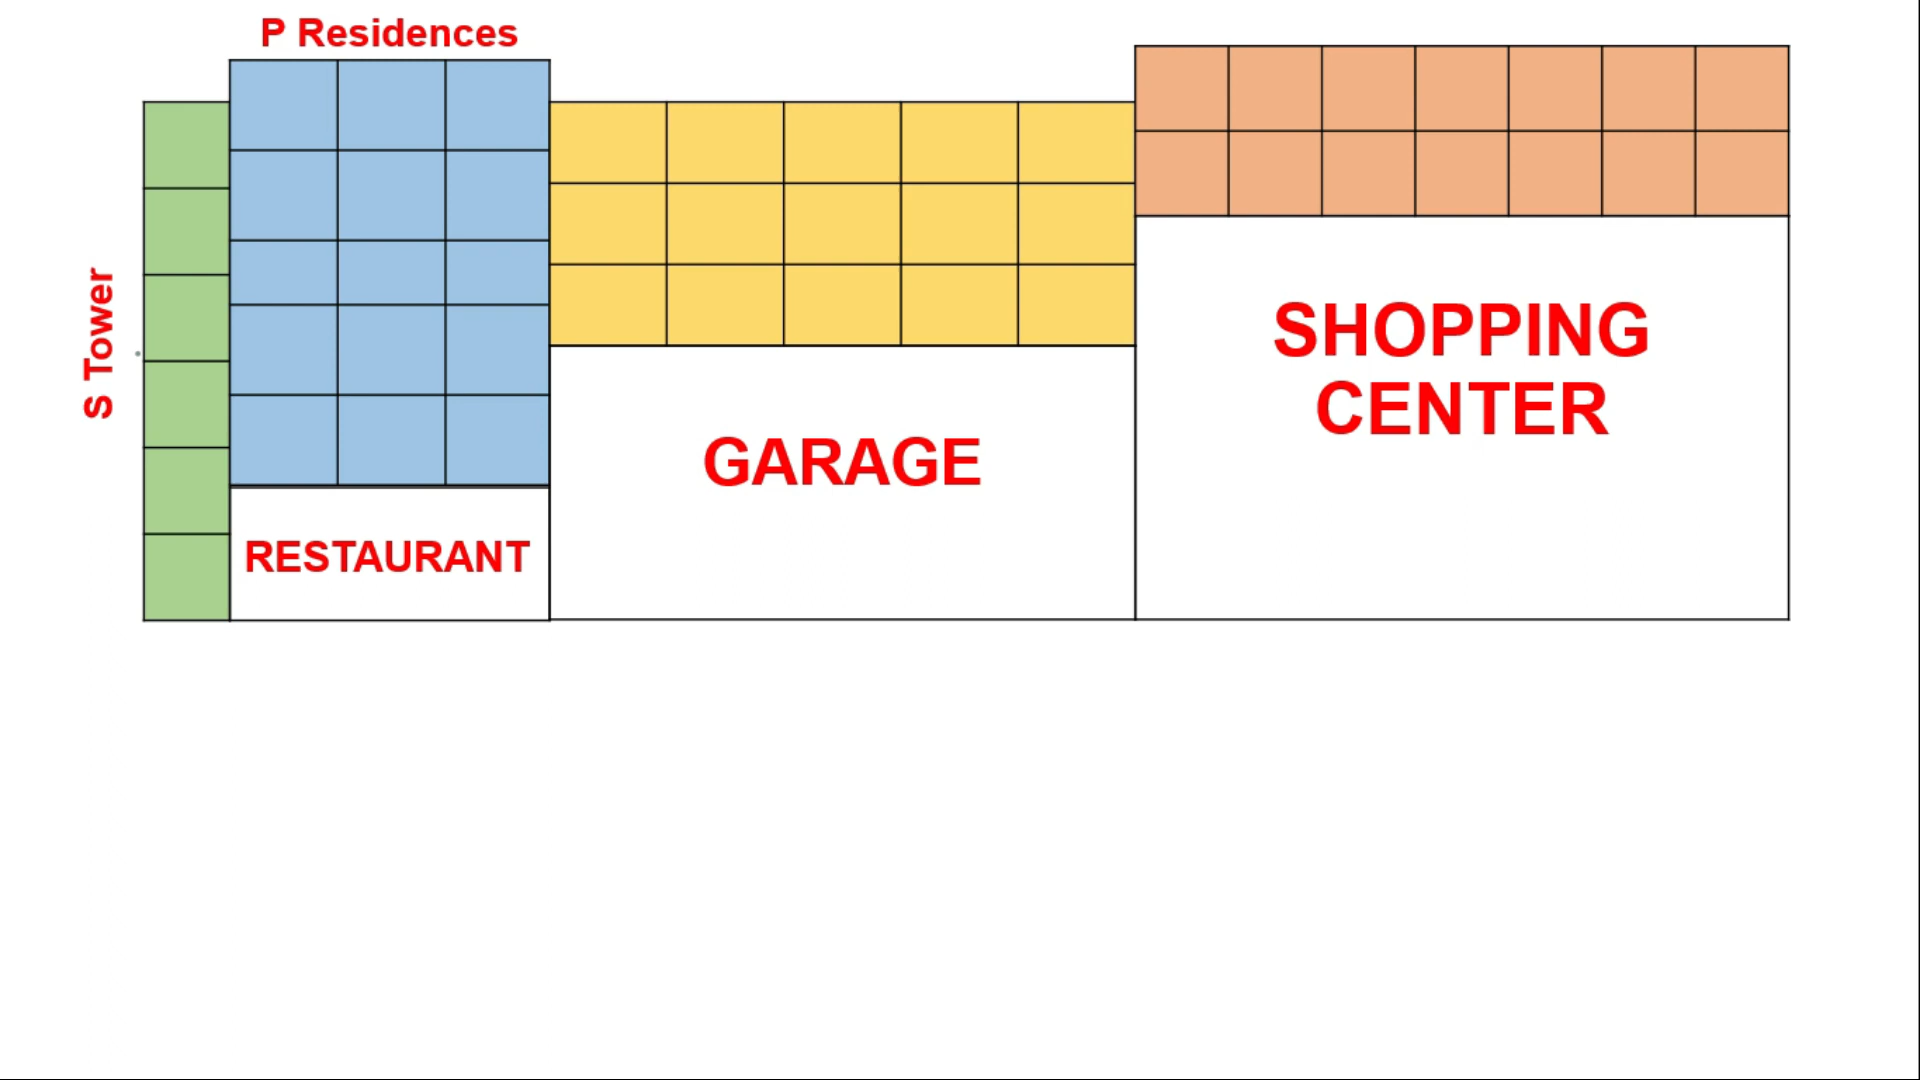 P Residences
S Tower
RESTAURANT
GARAGE
SHOPPING
CENTER